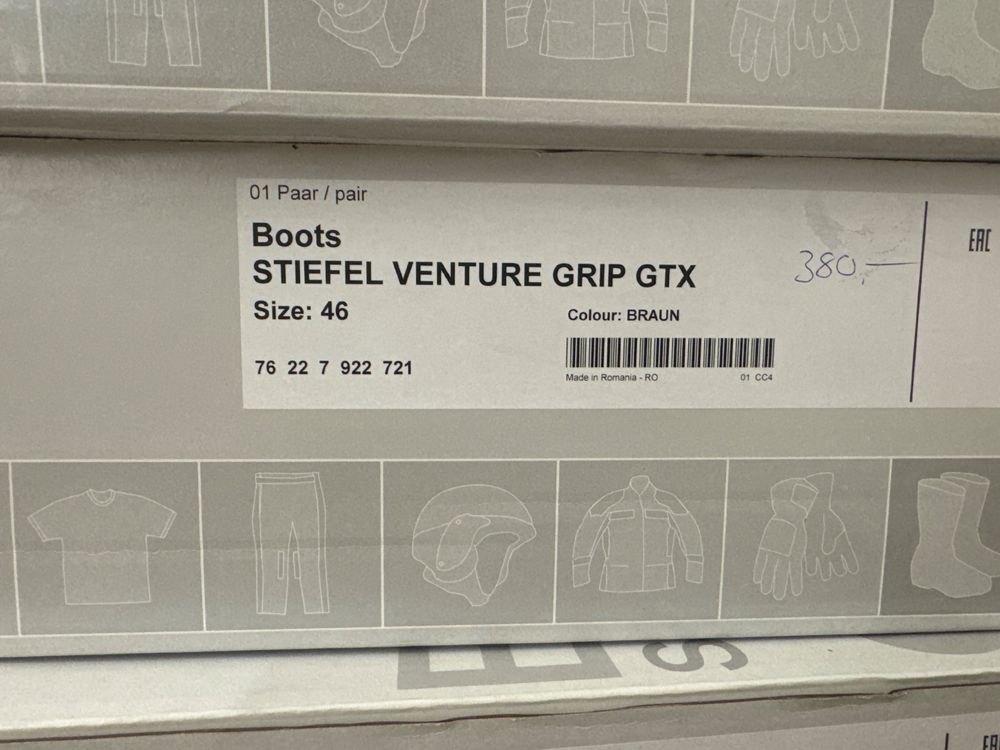 01 Paar / pair
Boots
STIEFEL VENTURE GRIP GTX
380,—
Size: 46
Colour: BRAUN
76 22 7 922 721
Made in Romania - RO
01 CC4
EAC
S